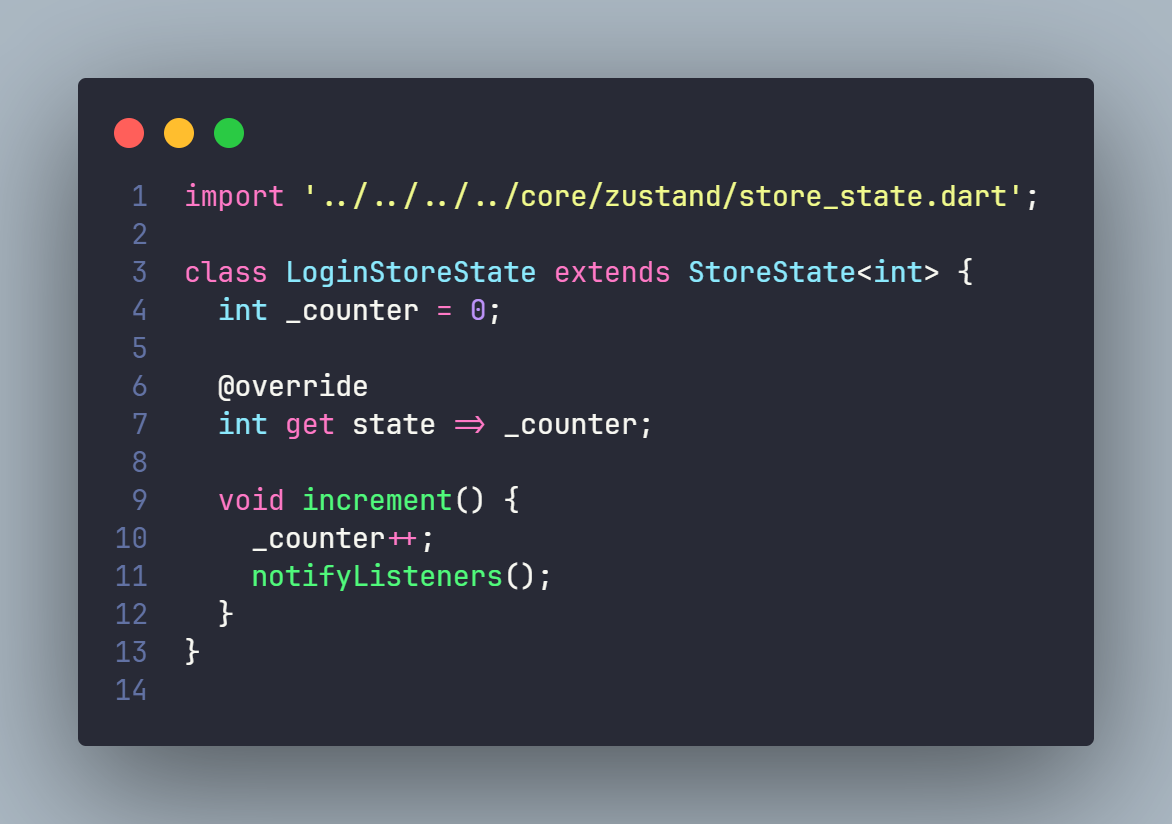 1 import '../../../../core/zustand/store_state.dart';
2
3 class LoginStoreState extends StoreState<int> {
4   int _counter = 0;
5
6   @override
7   int get state => _counter;
8
9   void increment() {
10     _counter++;
11     notifyListeners();
12   }
13 }
14